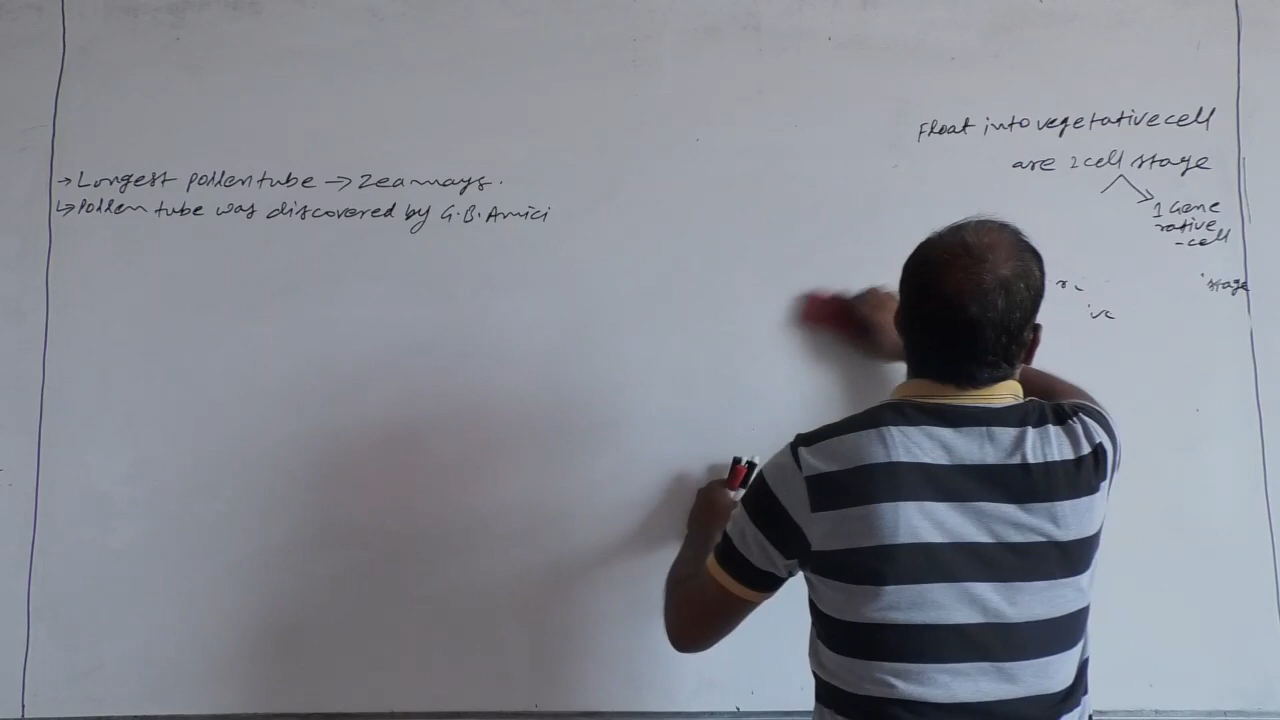 → Longest pollen tube → Zea mays.
↳ Pollen tube was discovered by G.B. Amici
Float into vegetative cell
are 2 cell stage
1 Gene
rative
-cell
stage